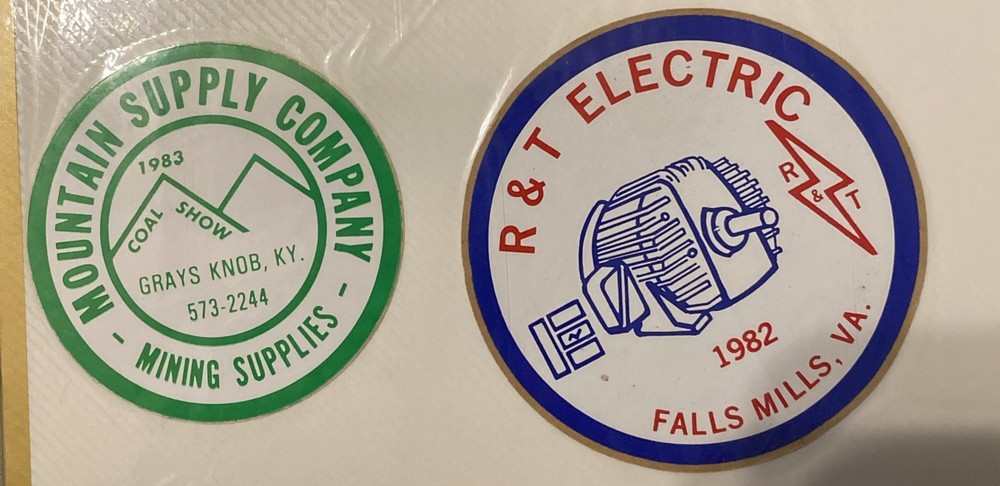 MOUNTAIN SUPPLY COMPANY
1983
COAL SHOW
GRAYS KNOB, KY.
573-2244
- MINING SUPPLIES -
R & T ELECTRIC
R & T
1982
FALLS MILLS, VA.